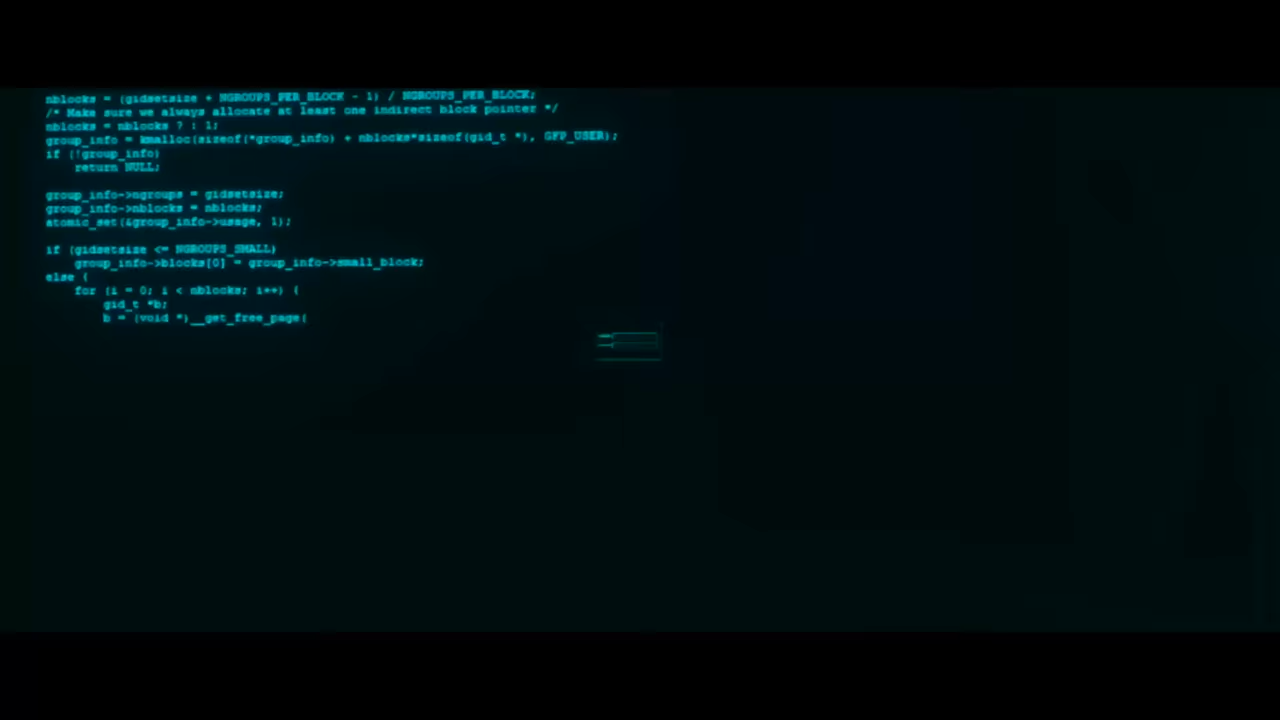 nblocks = (gidsetsize + NGROUPS_PER_BLOCK - 1) / NGROUPS_PER_BLOCK;
/* Make sure we always allocate at least one indirect block pointer */
nblocks = nblocks ? : 1;
group_info = kmalloc(sizeof(*group_info) + nblocks*sizeof(gid_t *), GFP_USER);
if (!group_info)
return NULL;
group_info->ngroups = gidsetsize;
group_info->nblocks = nblocks;
atomic_set(&group_info->usage, 1);
if (gidsetsize <= NGROUPS_SMALL)
group_info->blocks[0] = group_info->small_block;
else {
for (i = 0; i < nblocks; i++) {
gid_t *b;
b = (void *)__get_free_page(